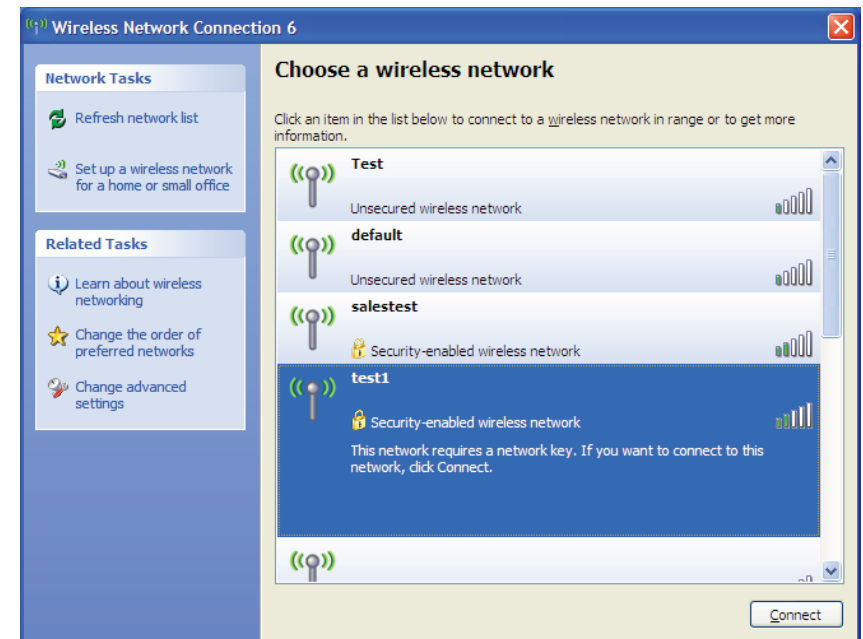 Wireless Network Connection 6
Network Tasks
Refresh network list
Set up a wireless network
for a home or small office
Related Tasks
Learn about wireless
networking
Change the order of
preferred networks
Change advanced
settings
Choose a wireless network
Click an item in the list below to connect to a wireless network in range or to get more
information.
Test
Unsecured wireless network
default
Unsecured wireless network
salestest
Security-enabled wireless network
test1
Security-enabled wireless network
This network requires a network key. If you want to connect to this
network, click Connect.
Connect